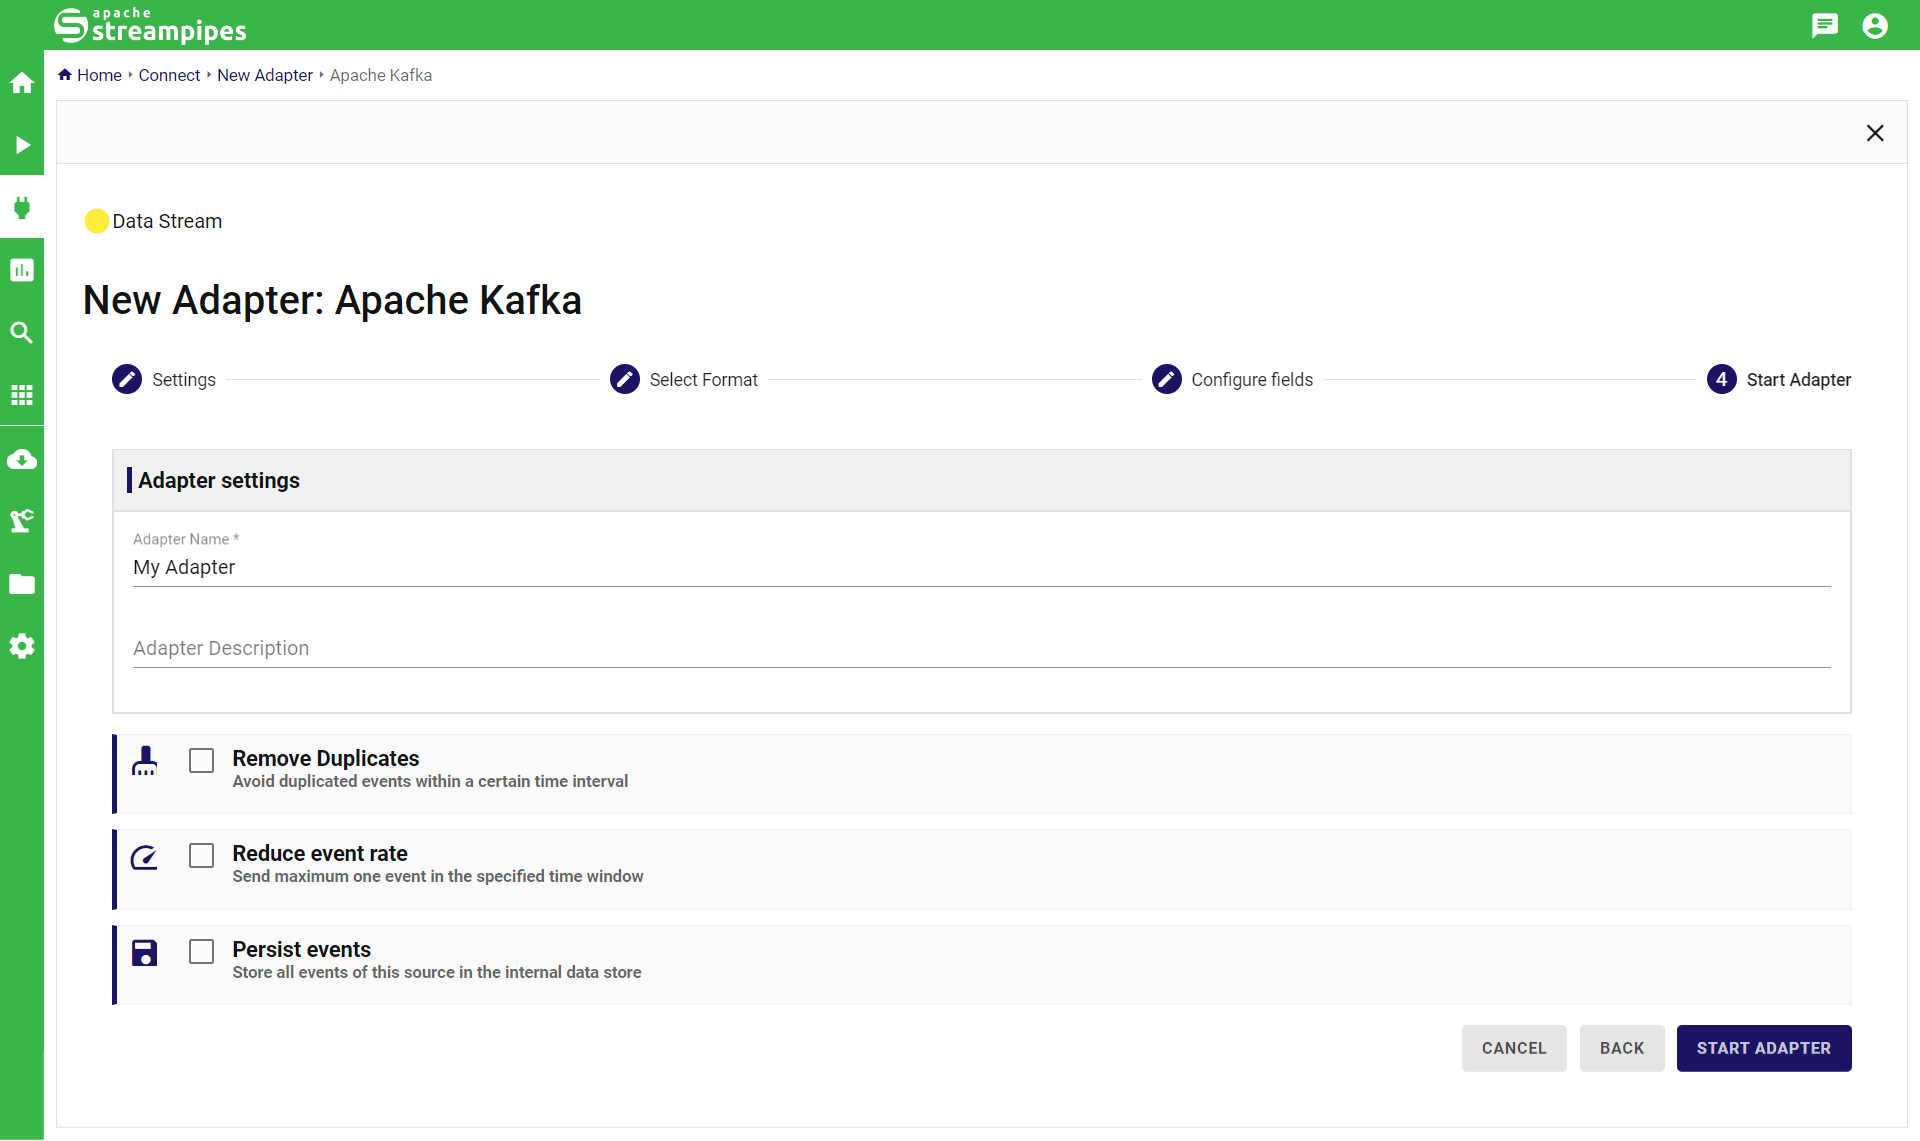 apache
streampipes
Home Connect New Adapter Apache Kafka
Data Stream
New Adapter: Apache Kafka
Settings
Select Format
Configure fields
4 Start Adapter
Adapter settings
Adapter Name *
My Adapter
Adapter Description
Remove Duplicates
Avoid duplicated events within a certain time interval
Reduce event rate
Send maximum one event in the specified time window
Persist events
Store all events of this source in the internal data store
CANCEL BACK START ADAPTER